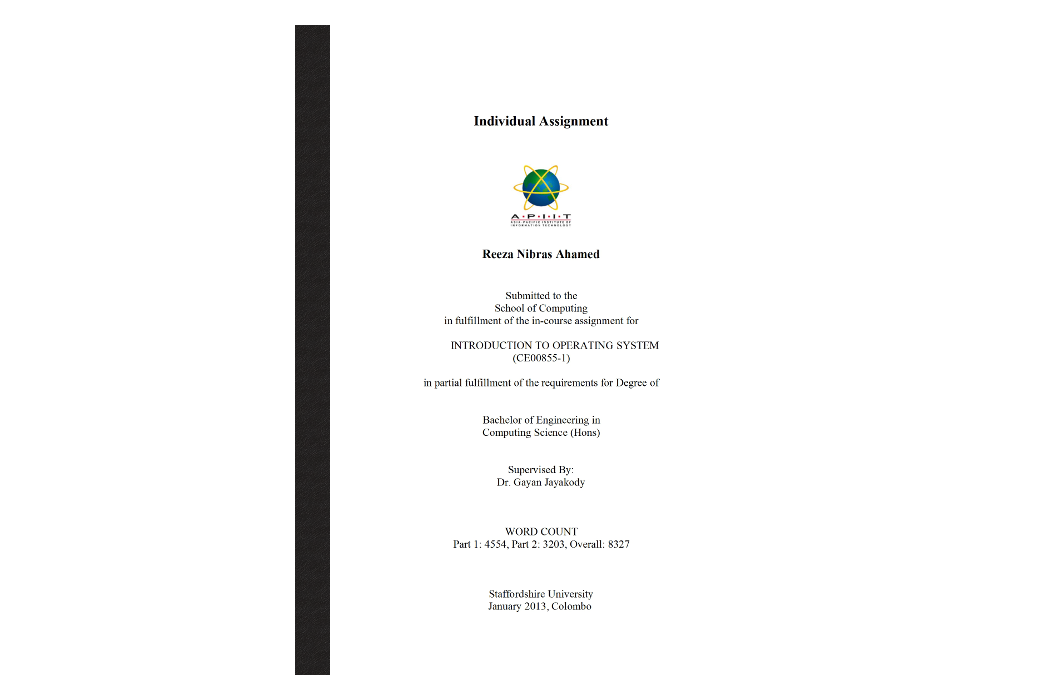 Individual Assignment
A·P·I·I·T
ASIA PACIFIC INSTITUTE OF
INFORMATION TECHNOLOGY
Reeza Nibras Ahamed
Submitted to the
School of Computing
in fulfillment of the in-course assignment for
INTRODUCTION TO OPERATING SYSTEM
(CE00855-1)
in partial fulfillment of the requirements for Degree of
Bachelor of Engineering in
Computing Science (Hons)
Supervised By:
Dr. Gayan Jayakody
WORD COUNT
Part 1: 4554, Part 2: 3203, Overall: 8327
Staffordshire University
January 2013, Colombo